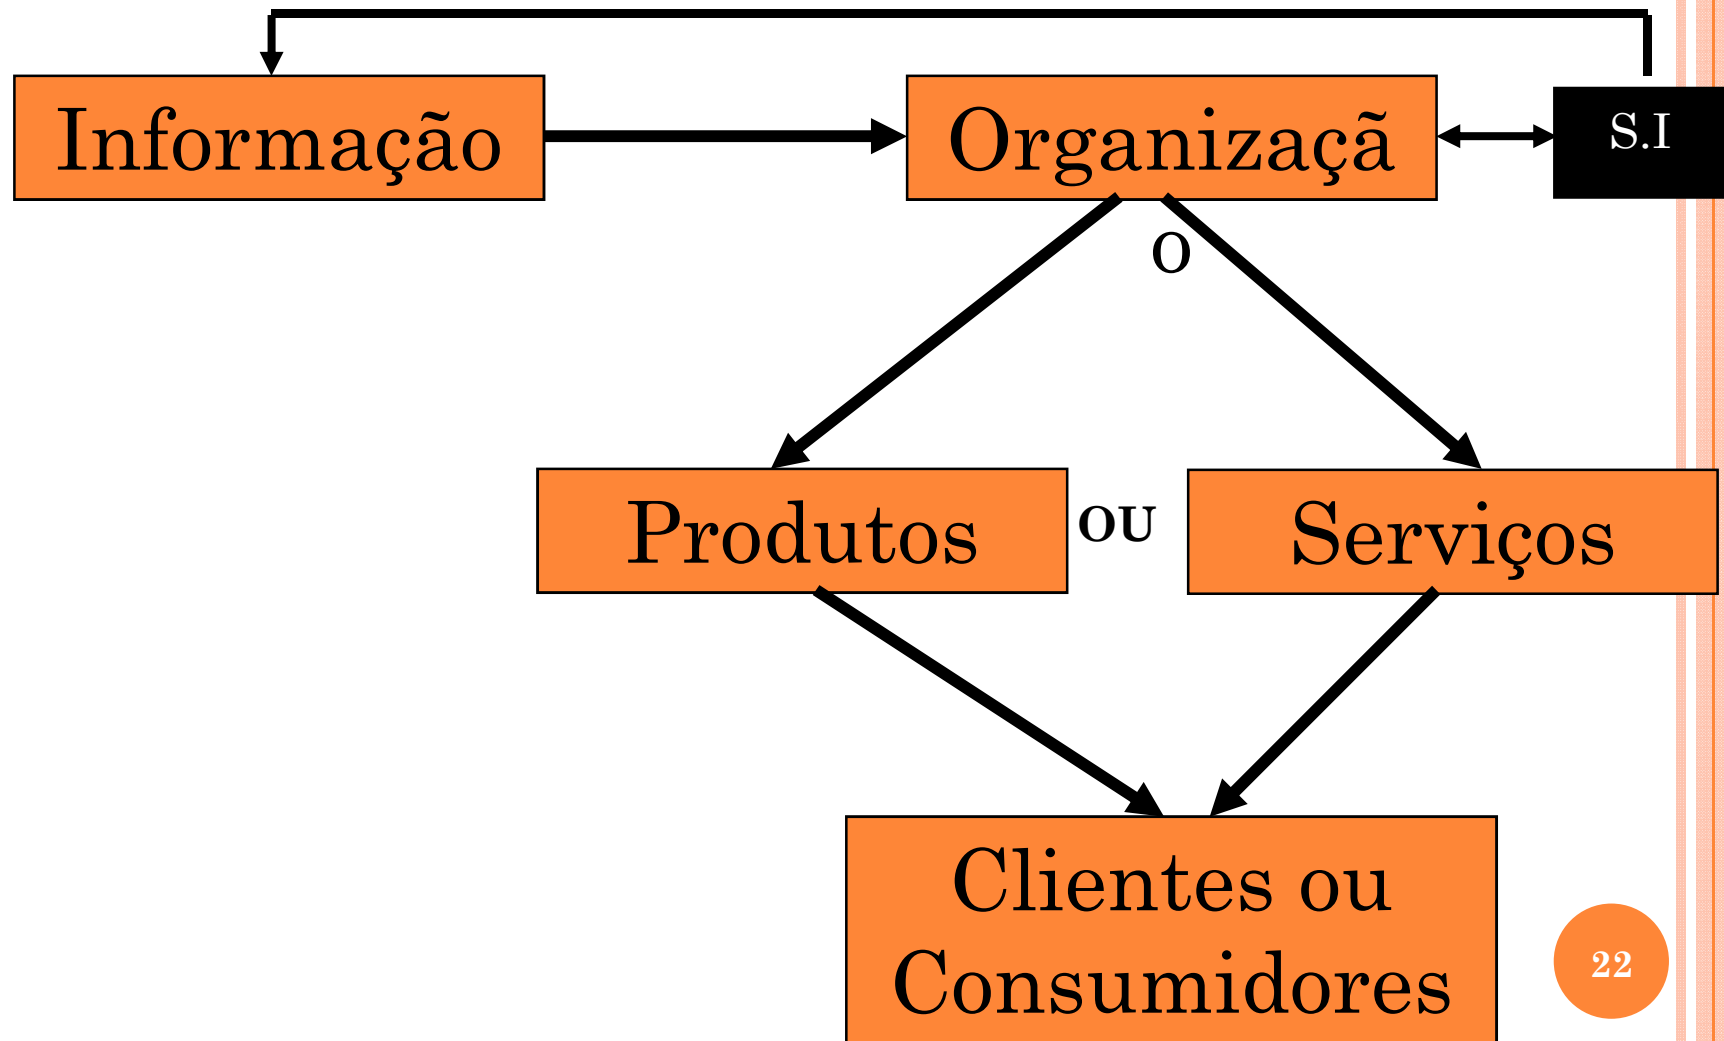 Informação
Organizaçã
o
S.I
Produtos
OU
Serviços
Clientes ou
Consumidores
22